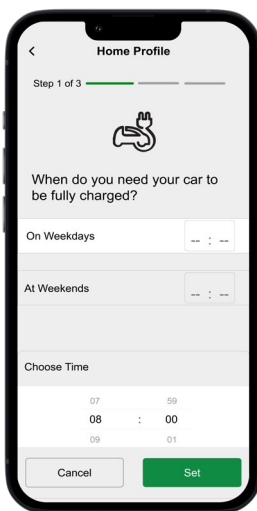 Home Profile
Step 1 of 3
When do you need your car to
be fully charged?
On Weekdays -- : --
At Weekends -- : --
Choose Time
07 59
08 : 00
09 01
Cancel Set